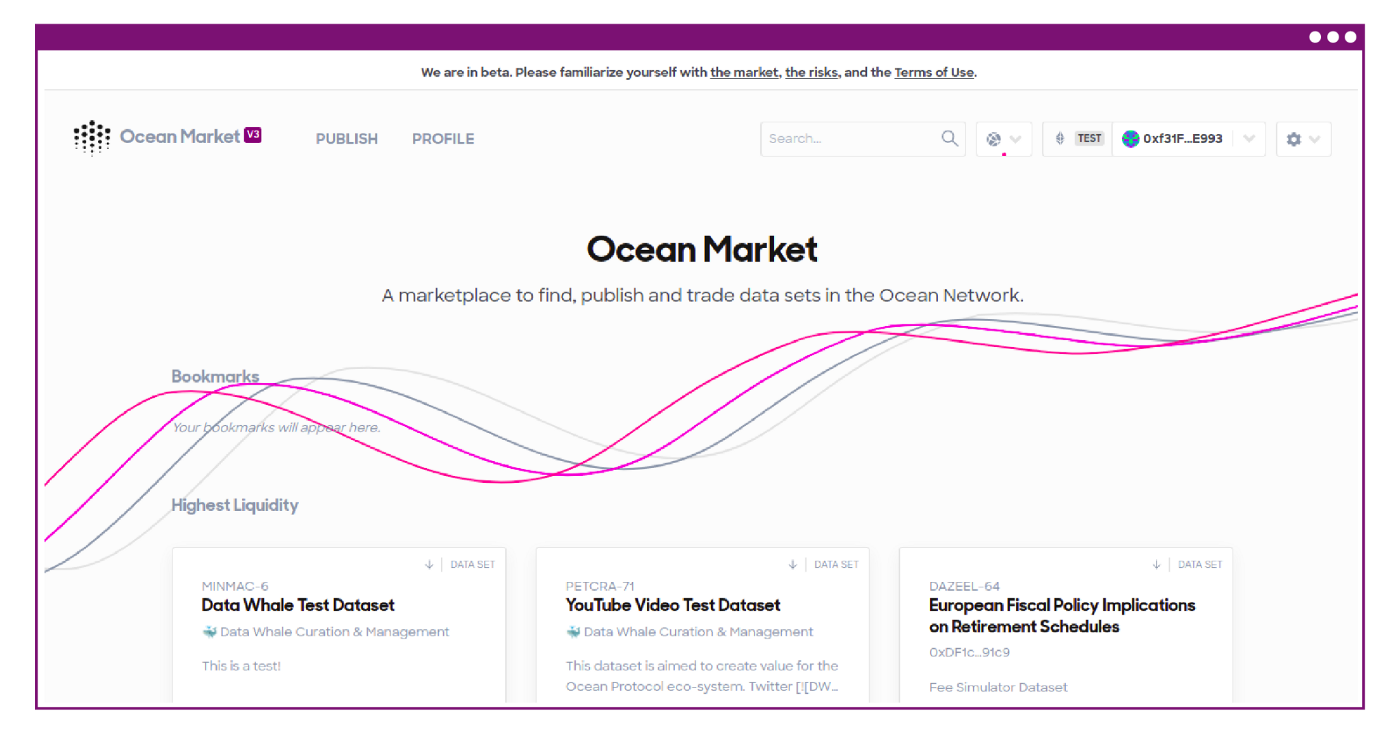 We are in beta. Please familiarize yourself with the market, the risks, and the Terms of Use.
Ocean Market V3 PUBLISH PROFILE Search... TEST 0xf31F...E993
Ocean Market
A marketplace to find, publish and trade data sets in the Ocean Network.
Bookmarks
Your bookmarks will appear here.
Highest Liquidity
DATA SET
MINMAC-6
Data Whale Test Dataset
Data Whale Curation & Management
This is a test!
DATA SET
PETCRA-71
YouTube Video Test Dataset
Data Whale Curation & Management
This dataset is aimed to create value for the
Ocean Protocol eco-system. Twitter [![DW...
DATA SET
DAZEEL-64
European Fiscal Policy Implications
on Retirement Schedules
0xDF1c...91c9
Fee Simulator Dataset